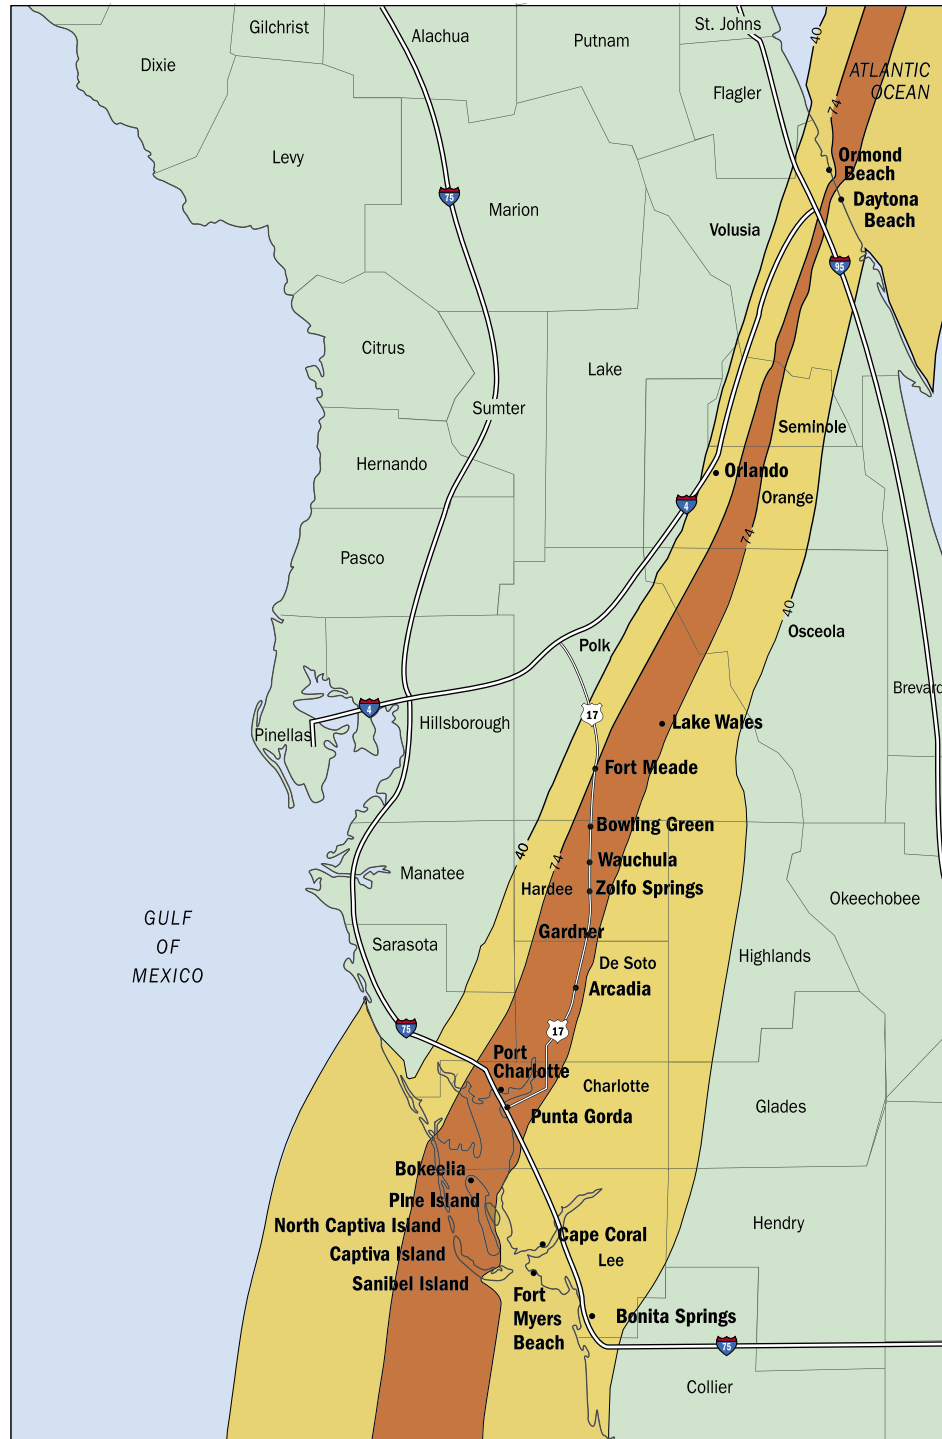 Gilchrist
Alachua
St. Johns
Putnam
Dixie
Flagler
40
ATLANTIC
OCEAN
74
Levy
Ormond
Beach
75
Marion
Daytona
Beach
Volusia
95
Citrus
Lake
Sumter
Seminole
Hernando
Orlando
Orange
4
74
Pasco
40
Osceola
Polk
Brevard
4
17
Hillsborough
Lake Wales
Pinellas
Fort Meade
Bowling Green
40
74
Wauchula
Manatee
Hardee
Zolfo Springs
Okeechobee
GULF
OF
MEXICO
Gardner
Sarasota
Highlands
De Soto
Arcadia
75
17
Port
Charlotte
Charlotte
Glades
Punta Gorda
Bokeelia
PIne Island
North Captiva Island
Hendry
Cape Coral
Captiva Island
Lee
Sanibel Island
Fort
Myers
Beach
Bonita Springs
75
Collier